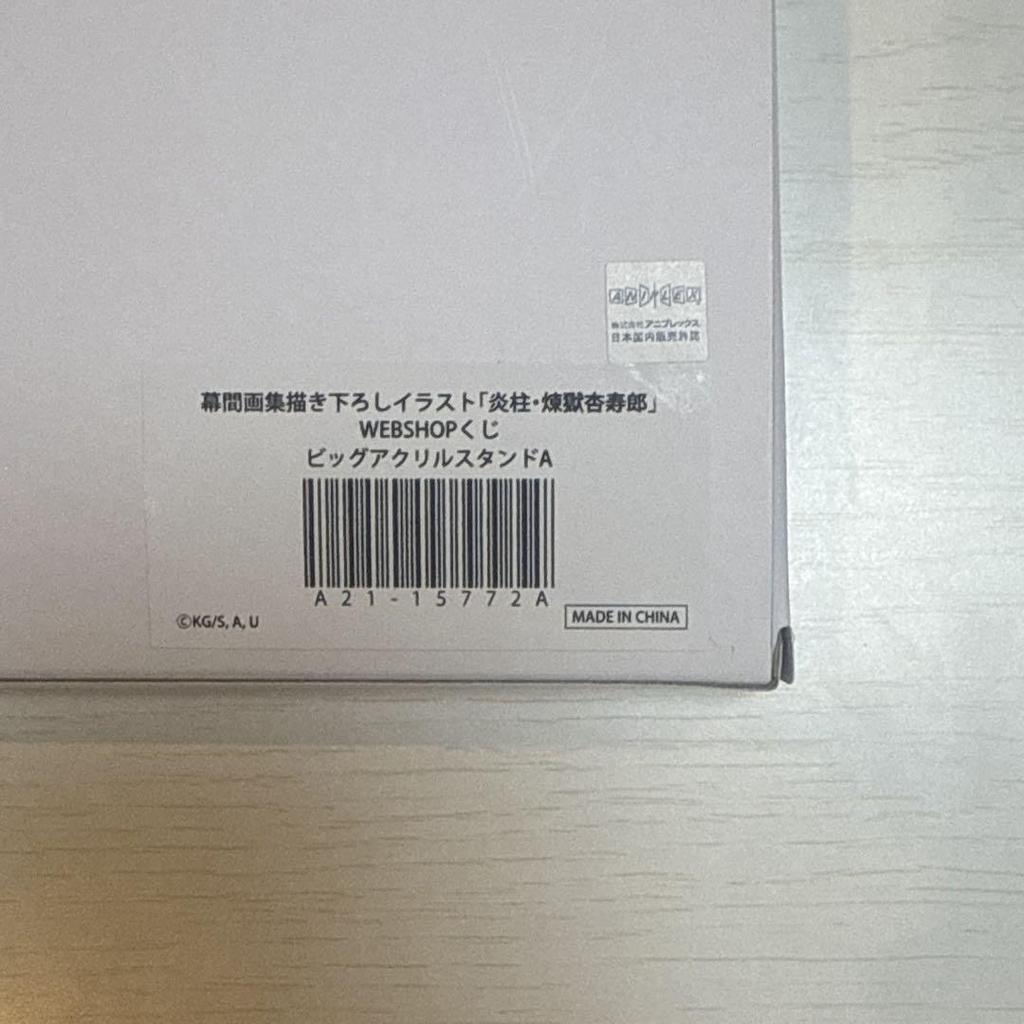 ANIPLEX
株式会社アニプレックス
日本国内販売許諾
幕間画集描き下ろしイラスト「炎柱・煉獄杏寿郎」
WEBSHOPくじ
ビッグアクリルスタンドA
A21-15772A
©KG/S, A, U
MADE IN CHINA